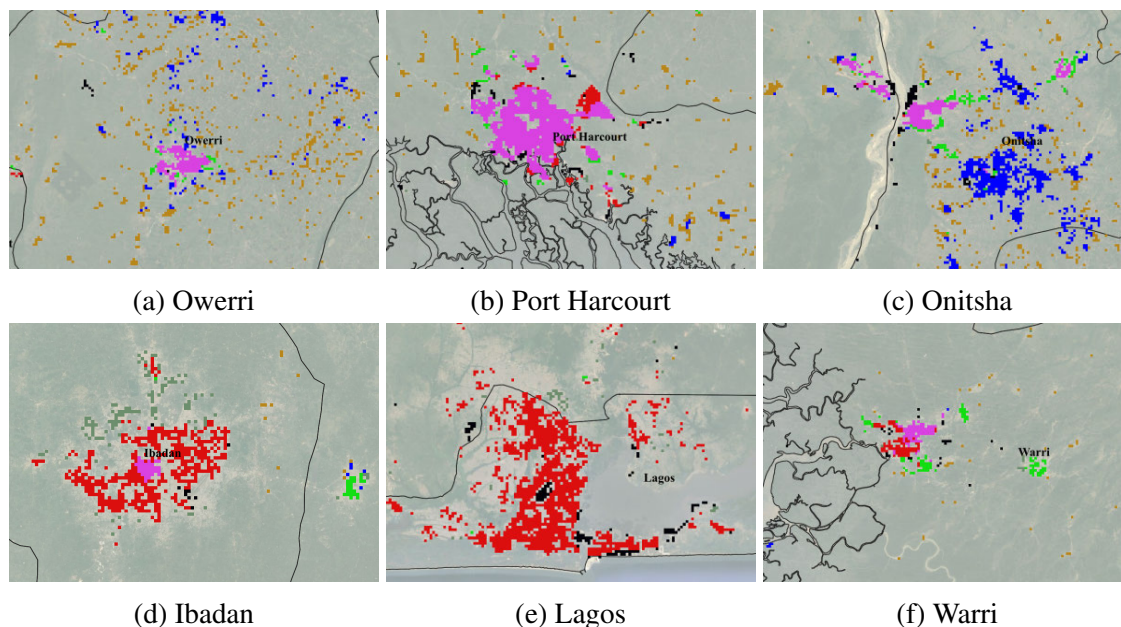 Owerri
Port Harcourt
Onitsha
(a) Owerri
(b) Port Harcourt
(c) Onitsha
Ibadan
Lagos
Warri
(d) Ibadan
(e) Lagos
(f) Warri